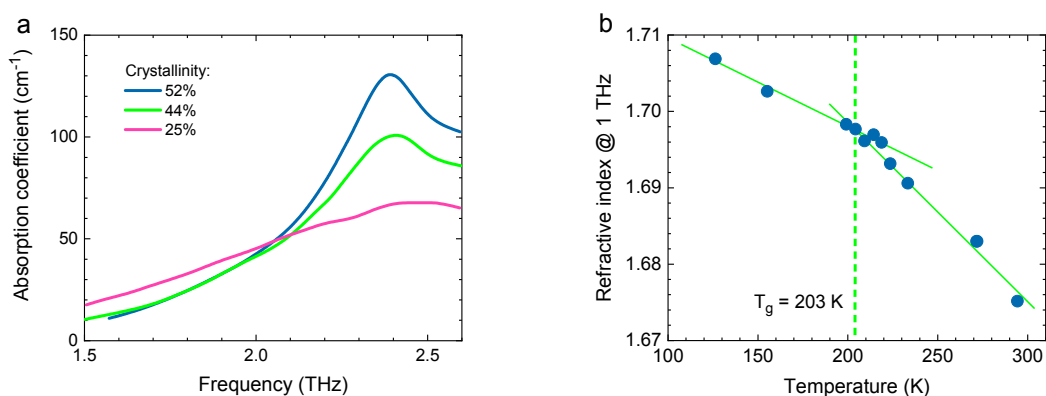 a
Absorption coefficient (cm⁻¹)
150
100
50
0
Crystallinity:
52%
44%
25%
1.5
2.0
2.5
Frequency (THz)
b
Refractive index @ 1 THz
1.71
1.70
1.69
1.68
1.67
T_g = 203 K
100
150
200
250
300
Temperature (K)